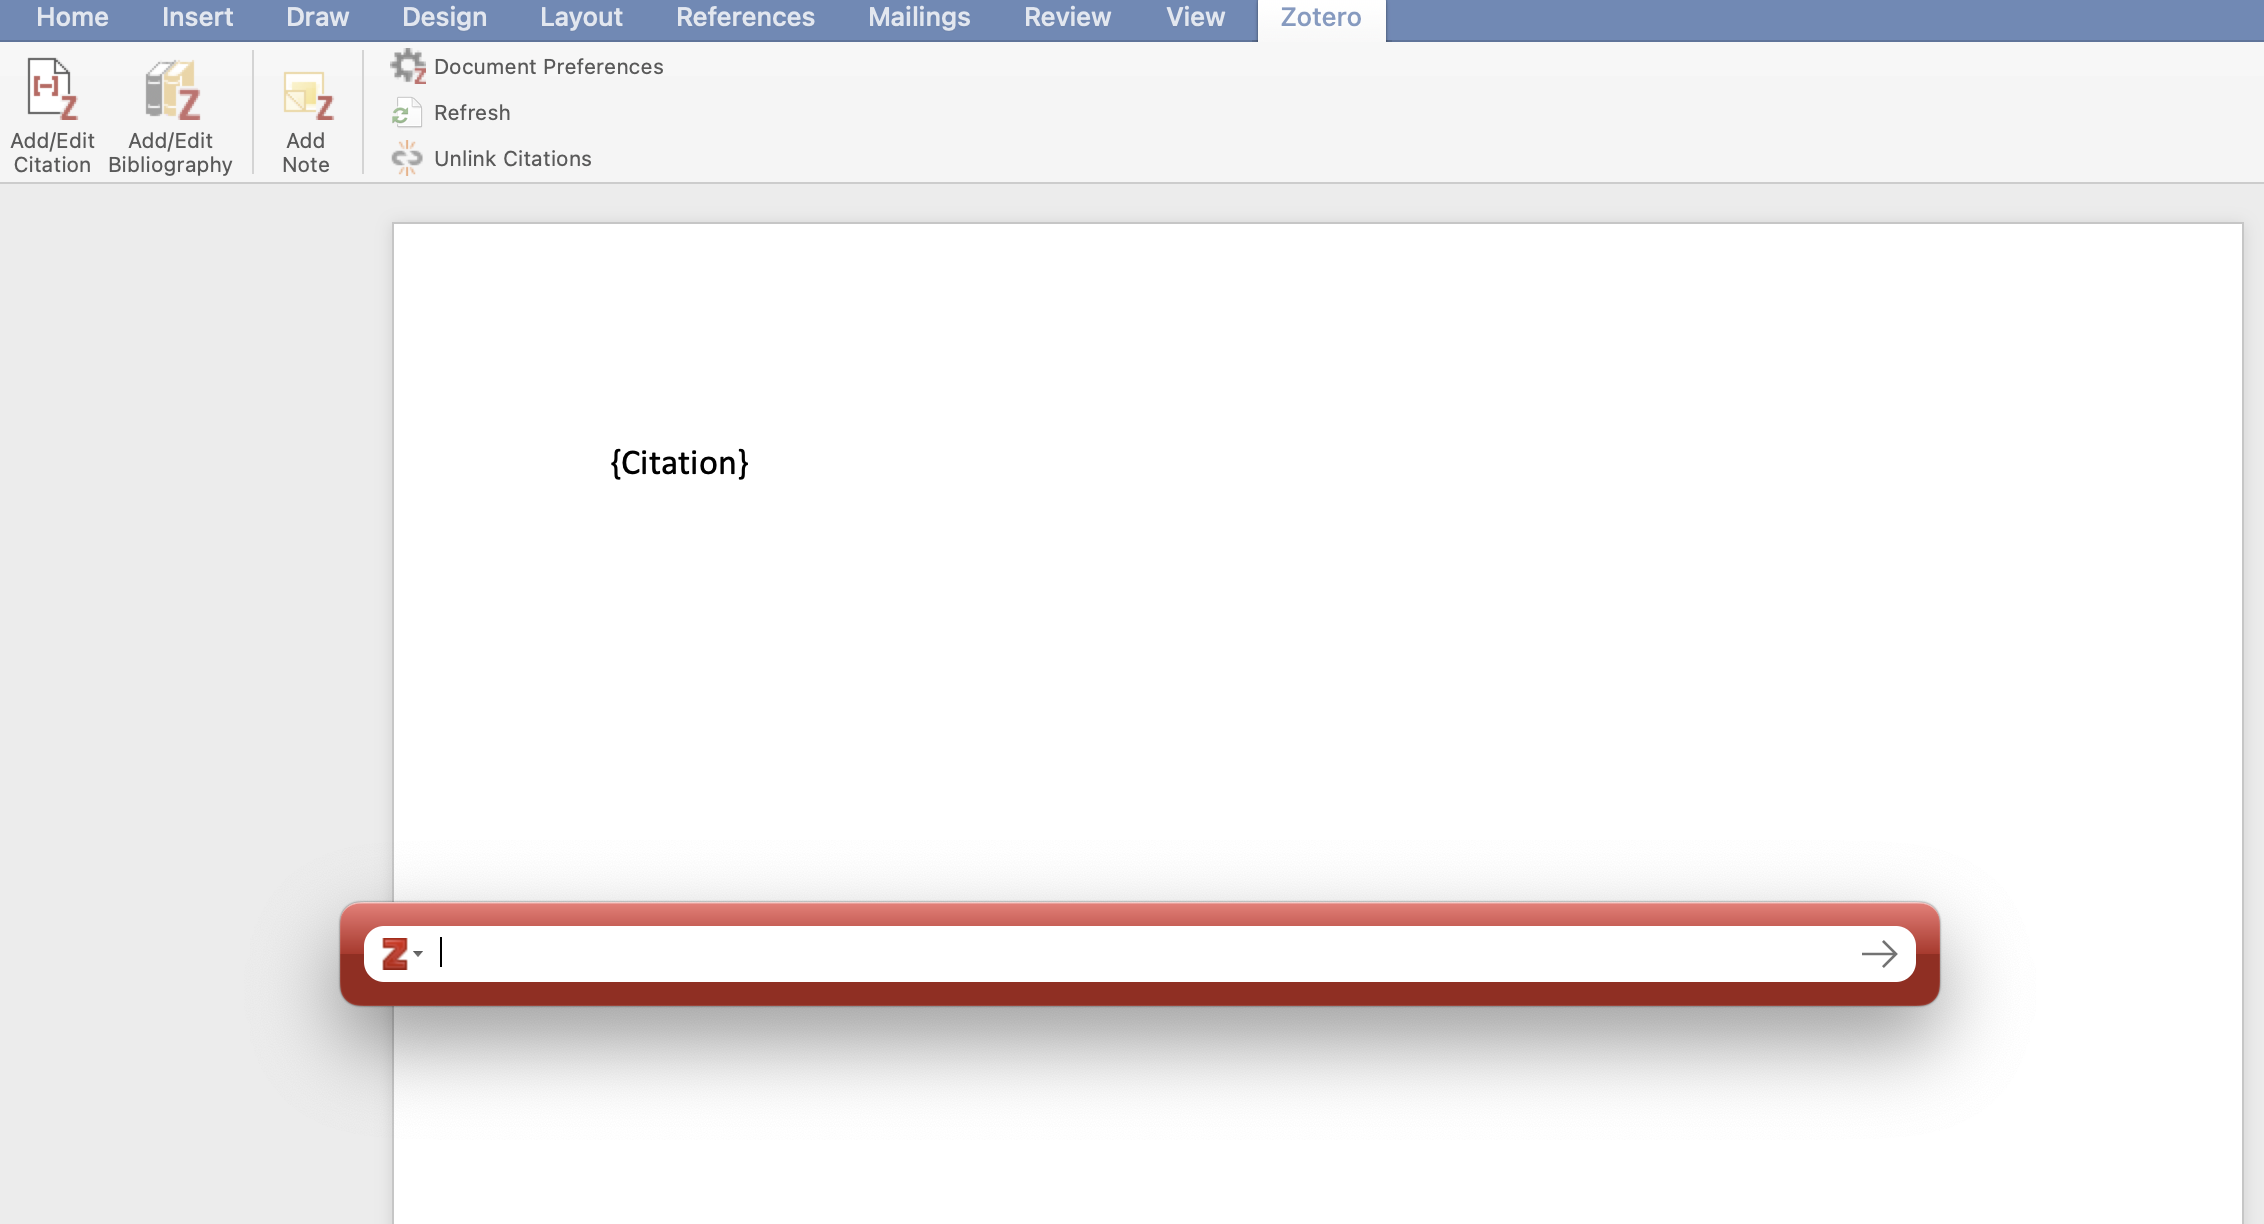 Home Insert Draw Design Layout References Mailings Review View Zotero
Add/Edit
Citation
Add/Edit
Bibliography
Add
Note
Document Preferences
Refresh
Unlink Citations
{Citation}
Z